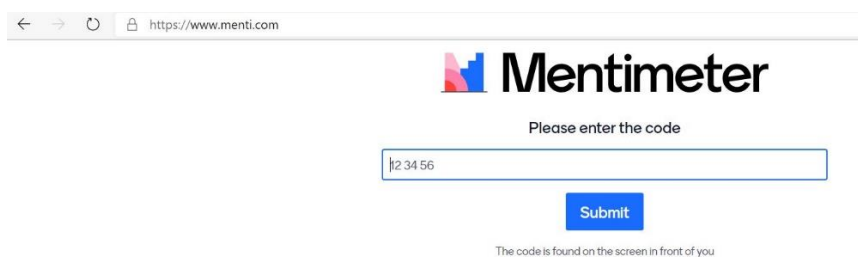 https://www.menti.com
Mentimeter
Please enter the code
12 34 56
Submit
The code is found on the screen in front of you